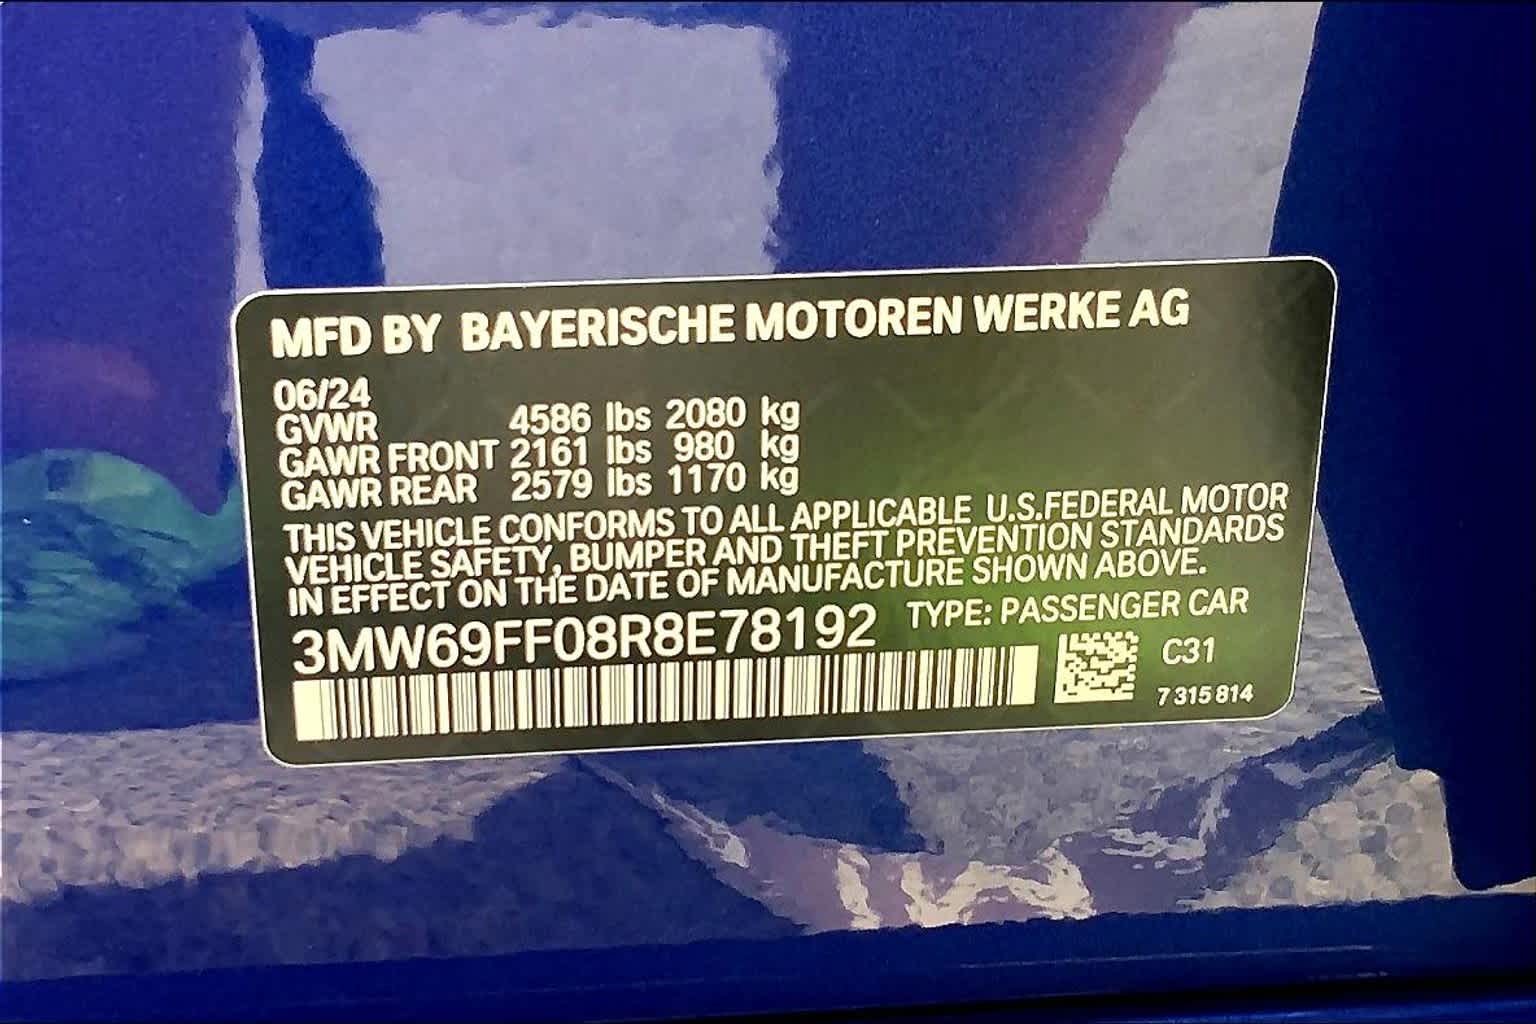 MFD BY BAYERISCHE MOTOREN WERKE AG
06/24
GVWR 4586 lbs 2080 kg
GAWR FRONT 2161 lbs 980 kg
GAWR REAR 2579 lbs 1170 kg
THIS VEHICLE CONFORMS TO ALL APPLICABLE U.S.FEDERAL MOTOR
VEHICLE SAFETY, BUMPER AND THEFT PREVENTION STANDARDS
IN EFFECT ON THE DATE OF MANUFACTURE SHOWN ABOVE.
3MW69FF08R8E78192 TYPE: PASSENGER CAR
C31
7 315 814